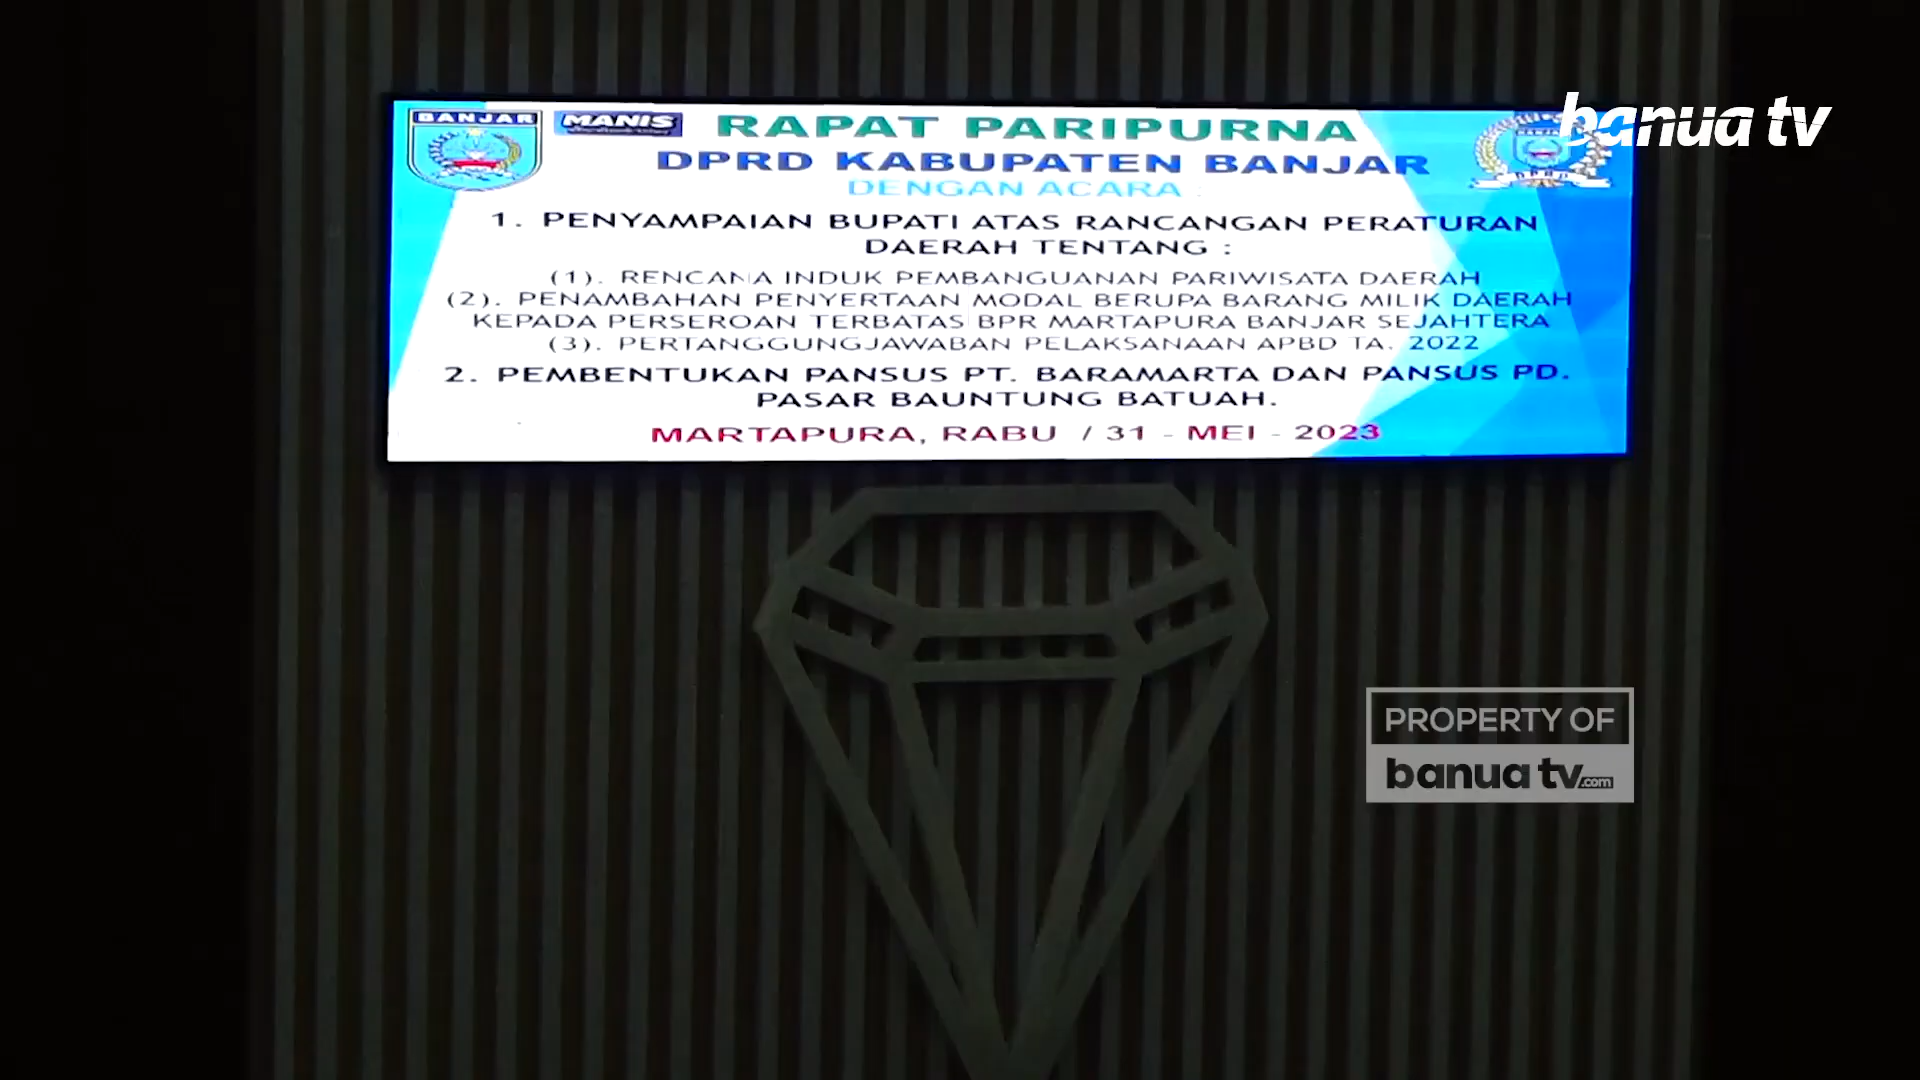 banua tv
BANJAR
MANIS
RAPAT PARIPURNA
DPRD KABUPATEN BANJAR
DENGAN ACARA :
1. PENYAMPAIAN BUPATI ATAS RANCANGAN PERATURAN
DAERAH TENTANG :
(1). RENCANA INDUK PEMBANGUANAN PARIWISATA DAERAH
(2). PENAMBAHAN PENYERTAAN MODAL BERUPA BARANG MILIK DAERAH
KEPADA PERSEROAN TERBATAS BPR MARTAPURA BANJAR SEJAHTERA
(3). PERTANGGUNGJAWABAN PELAKSANAAN APBD TA. 2022
2. PEMBENTUKAN PANSUS PT. BARAMARTA DAN PANSUS PD.
PASAR BAUNTUNG BATUAH.
MARTAPURA, RABU / 31 - MEI - 2023
PROPERTY OF
banua tv.com